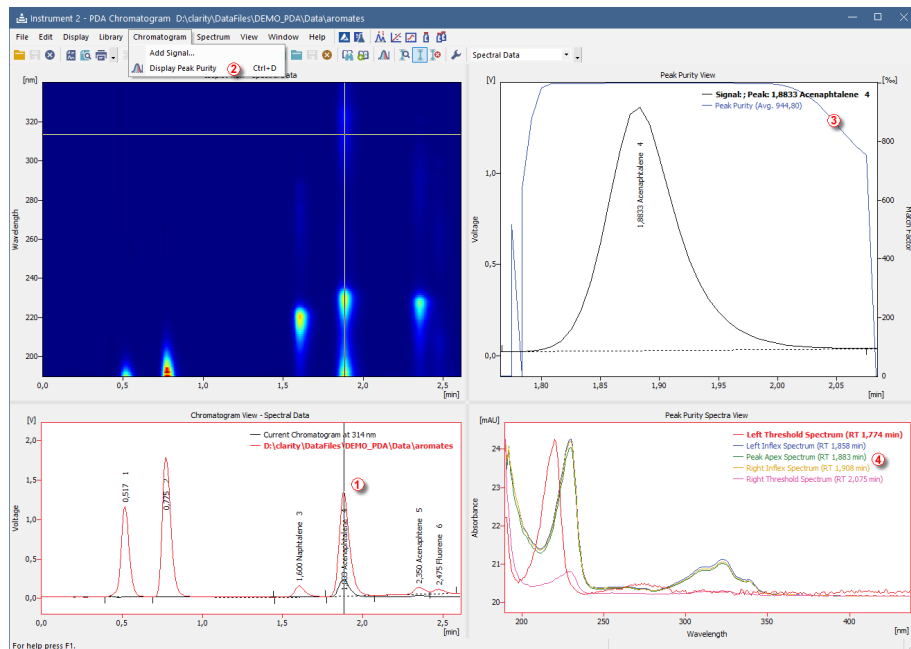 Instrument 2 - PDA Chromatogram D:\clarity\DataFiles\DEMO_PDA\Data\aromates
File Edit Display Library Chromatogram Spectrum View Window Help
Add Signal...
Display Peak Purity 2 Ctrl+D
Spectral Data
Spectral Data
[nm]
320
300
280
260
240
220
200
Wavelength
0,0 0,5 1,0 1,5 2,0 2,5
[min]
Peak Purity View
[V] [‰]
Signal: ; Peak: 1,8833 Acenaphtalene 4
Peak Purity (Avg. 944,80)
3
1,8833 Acenaphtalene 4
1,0
0,5
0,0
Voltage
800
600
400
200
0
Match Factor
1,80 1,85 1,90 1,95 2,00 2,05
[min]
Chromatogram View - Spectral Data
[V]
Current Chromatogram at 314 nm
D:\clarity\DataFiles\DEMO_PDA\Data\aromates
1
2,0
1,5
1,0
0,5
0,0
Voltage
0,517 1
0,775 2
1,600 Naphtalene 3
1,883 Acenaphtalene 4
2,350 Acenaphtene 5
2,475 Fluorene 6
0,0 0,5 1,0 1,5 2,0 2,5
[min]
Peak Purity Spectra View
[mAU]
Left Threshold Spectrum (RT 1,774 min)
Left Inflex Spectrum (RT 1,858 min)
Peak Apex Spectrum (RT 1,883 min)
Right Inflex Spectrum (RT 1,908 min)
Right Threshold Spectrum (RT 2,075 min)
4
24
23
22
21
20
Absorbance
200 250 300 350 400
Wavelength [nm]
For help press F1.